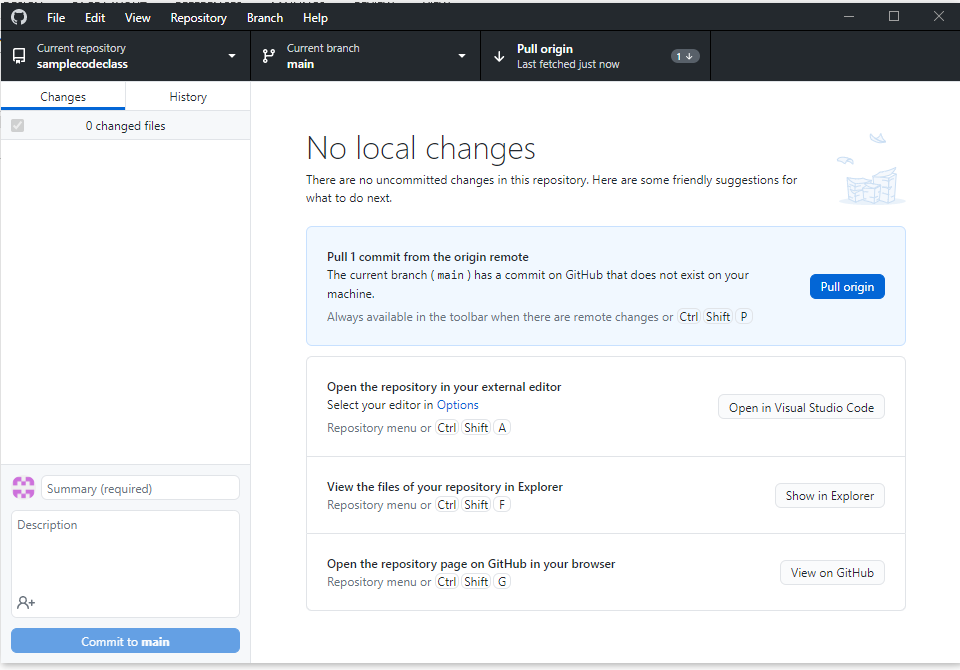 File Edit View Repository Branch Help
Current repository
samplecodeclass
Current branch
main
Pull origin
Last fetched just now
1
Changes History
0 changed files
No local changes
There are no uncommitted changes in this repository. Here are some friendly suggestions for
what to do next.
Pull 1 commit from the origin remote
The current branch ( main ) has a commit on GitHub that does not exist on your
machine.
Always available in the toolbar when there are remote changes or Ctrl Shift P
Pull origin
Open the repository in your external editor
Select your editor in Options
Repository menu or Ctrl Shift A
Open in Visual Studio Code
View the files of your repository in Explorer
Repository menu or Ctrl Shift F
Show in Explorer
Open the repository page on GitHub in your browser
Repository menu or Ctrl Shift G
View on GitHub
Summary (required)
Description
Commit to main